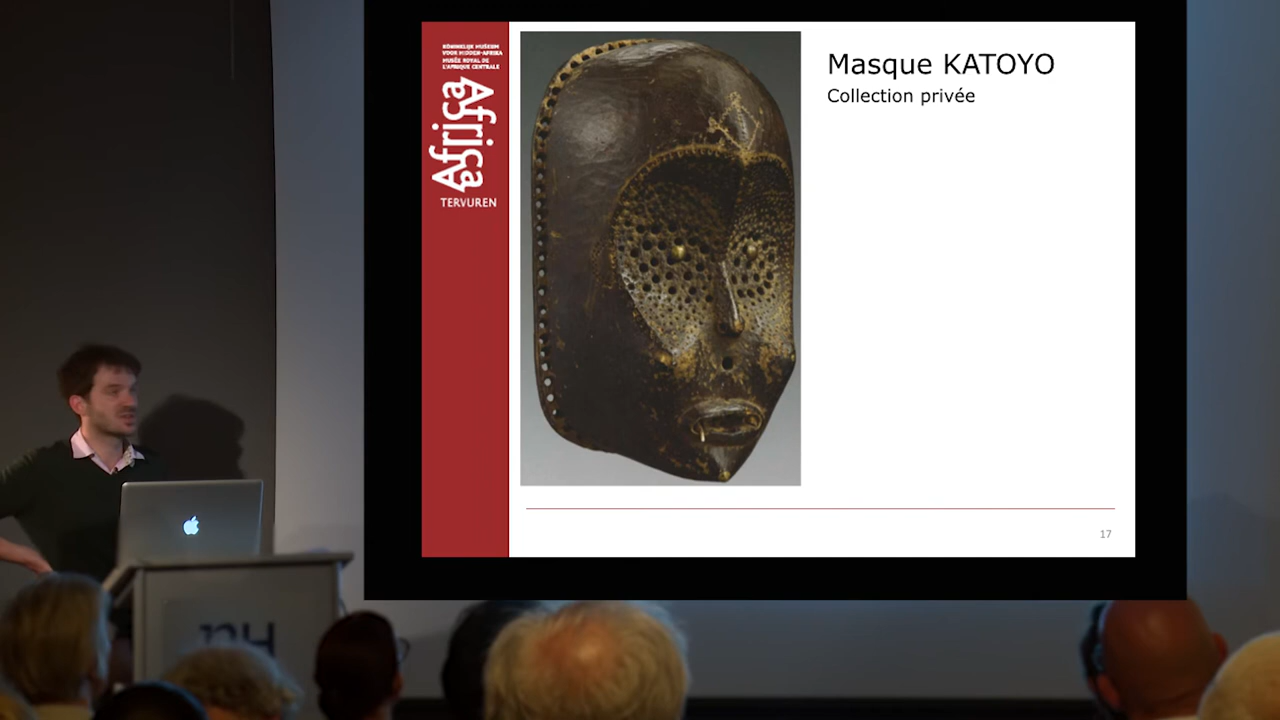 KONINKLIJK MUSEUM
VOOR MIDDEN-AFRIKA
MUSÉE ROYAL DE
L'AFRIQUE CENTRALE
Africa
TERVUREN
Masque KATOYO
Collection privée
17